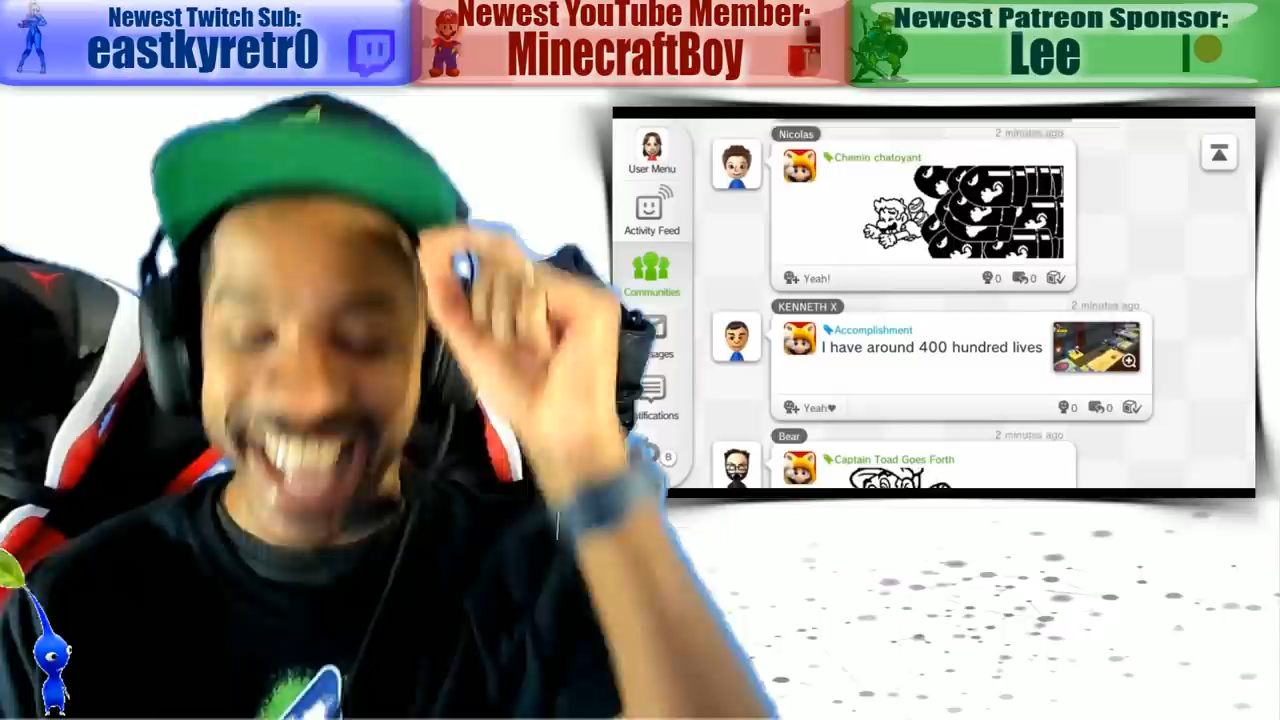 Newest Twitch Sub:
eastkyretr0
Newest YouTube Member:
MinecraftBoy
Newest Patreon Sponsor:
Lee
User Menu
Activity Feed
Communities
Nicolas
2 minutes ago
Chemin chatoyant
Yeah!
0
0
KENNETH X
2 minutes ago
Accomplishment
I have around 400 hundred lives
Yeah♥
0
0
Bear
2 minutes ago
Captain Toad Goes Forth
B